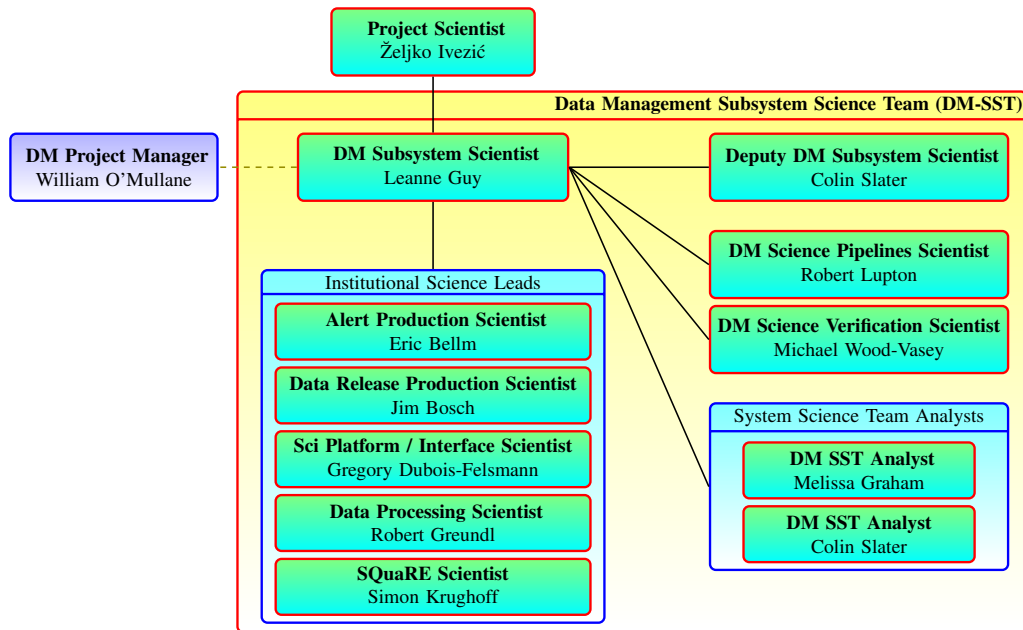 Project Scientist
Željko Ivezić
Data Management Subsystem Science Team (DM-SST)
DM Project Manager
William O'Mullane
DM Subsystem Scientist
Leanne Guy
Deputy DM Subsystem Scientist
Colin Slater
DM Science Pipelines Scientist
Robert Lupton
DM Science Verification Scientist
Michael Wood-Vasey
Institutional Science Leads
Alert Production Scientist
Eric Bellm
Data Release Production Scientist
Jim Bosch
Sci Platform / Interface Scientist
Gregory Dubois-Felsmann
Data Processing Scientist
Robert Greundl
SQuaRE Scientist
Simon Krughoff
System Science Team Analysts
DM SST Analyst
Melissa Graham
DM SST Analyst
Colin Slater